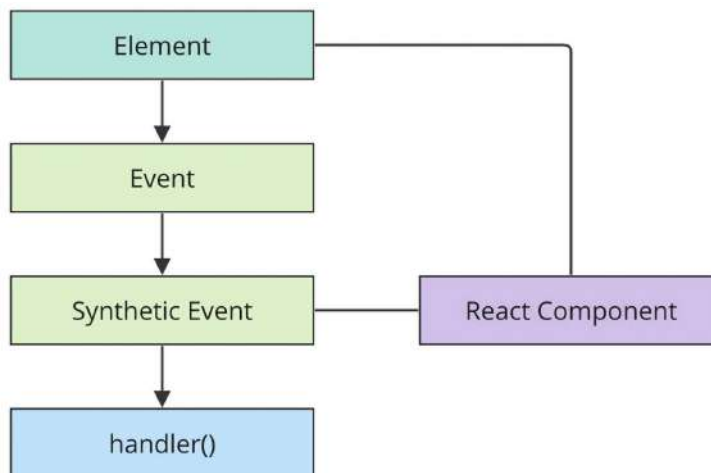 Element
Event
Synthetic Event
React Component
handler()